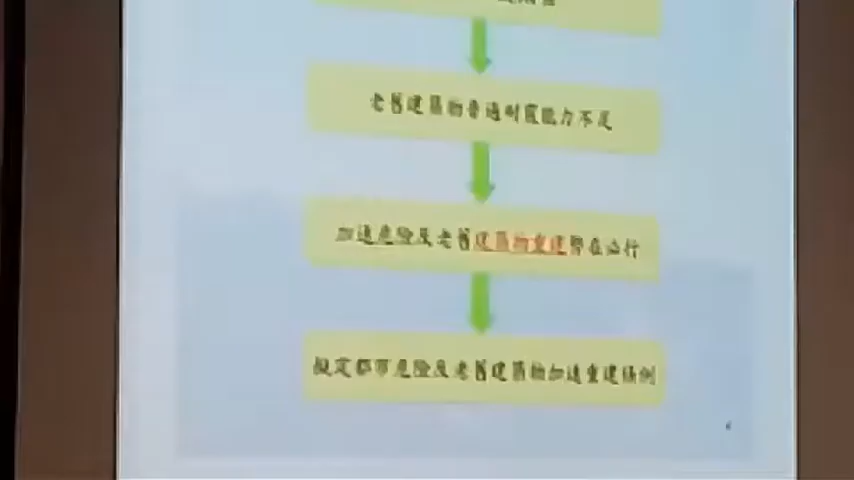 老舊建築物普遍耐震能力不足
加速危險及老舊建築物重建勢在必行
擬定都市危險及老舊建築物加速重建條例